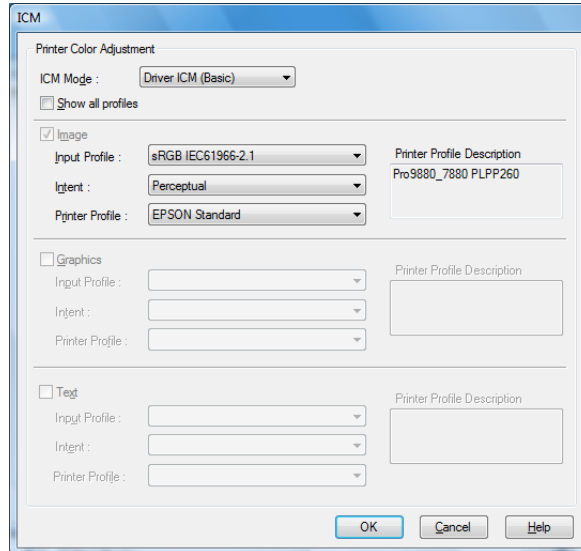 ICM
Printer Color Adjustment
ICM Mode : Driver ICM (Basic)
Show all profiles
Image
Input Profile : sRGB IEC61966-2.1
Printer Profile Description
Pro9880_7880 PLPP260
Intent : Perceptual
Printer Profile : EPSON Standard
Graphics
Input Profile :
Printer Profile Description
Intent :
Printer Profile :
Text
Input Profile :
Printer Profile Description
Intent :
Printer Profile :
OK Cancel Help